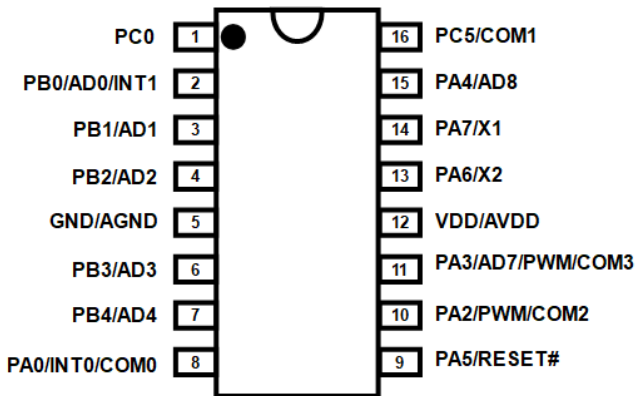 PC0 1 16 PC5/COM1
PB0/AD0/INT1 2 15 PA4/AD8
PB1/AD1 3 14 PA7/X1
PB2/AD2 4 13 PA6/X2
GND/AGND 5 12 VDD/AVDD
PB3/AD3 6 11 PA3/AD7/PWM/COM3
PB4/AD4 7 10 PA2/PWM/COM2
PA0/INT0/COM0 8 9 PA5/RESET#